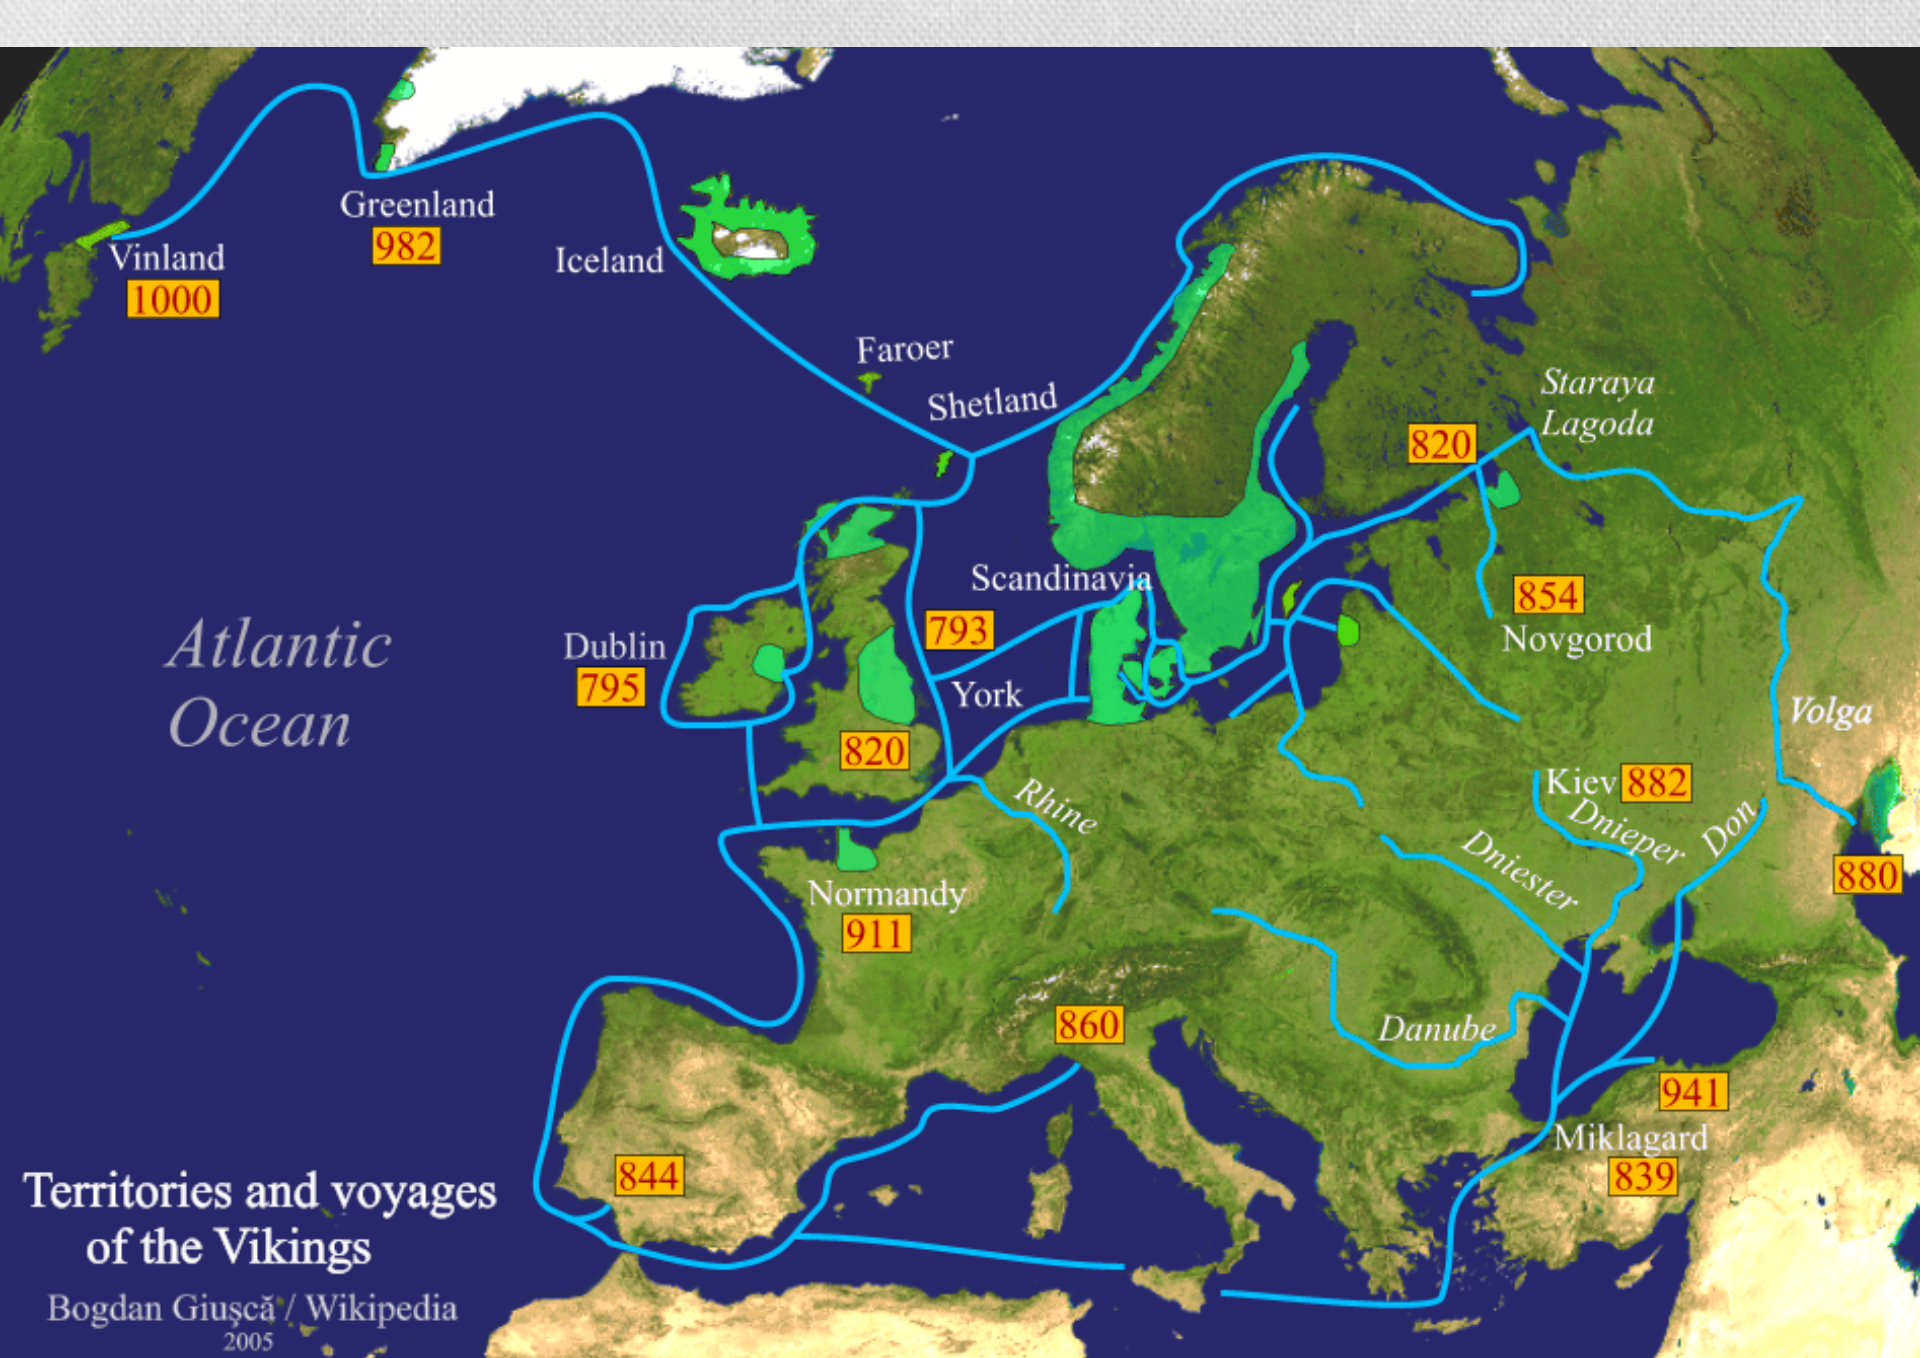 Greenland
982
Vinland
1000
Iceland
Faroer
Shetland
Staraya
Lagoda
820
Scandinavia
793
854
Novgorod
Atlantic
Ocean
Dublin
795
York
820
Volga
Rhine
Kiev 882
Dnieper
Don
Dniester
880
Normandy
911
860
Danube
941
Miklagard
839
844
Territories and voyages
of the Vikings
Bogdan Giuşcă / Wikipedia
2005